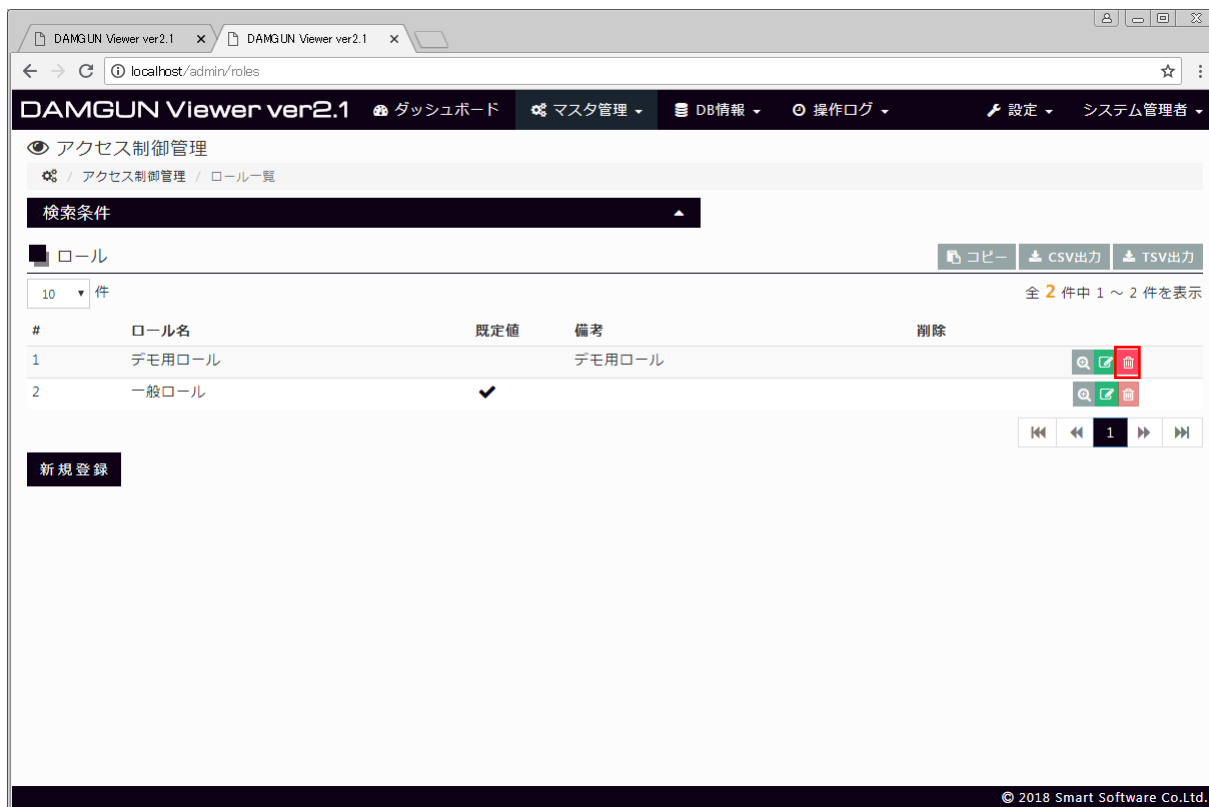 DAMGUN Viewer ver2.1 DAMGUN Viewer ver2.1
localhost/admin/roles
DAMGUN Viewer ver2.1 ダッシュボード マスタ管理 DB情報 操作ログ 設定 システム管理者
アクセス制御管理
/ アクセス制御管理 / ロール一覧
検索条件
ロール コピー CSV出力 TSV出力
10 件 全 2 件中 1 ～ 2 件を表示
# ロール名 既定値 備考 削除
1 デモ用ロール デモ用ロール
2 一般ロール
1
新規登録
© 2018 Smart Software Co.Ltd.